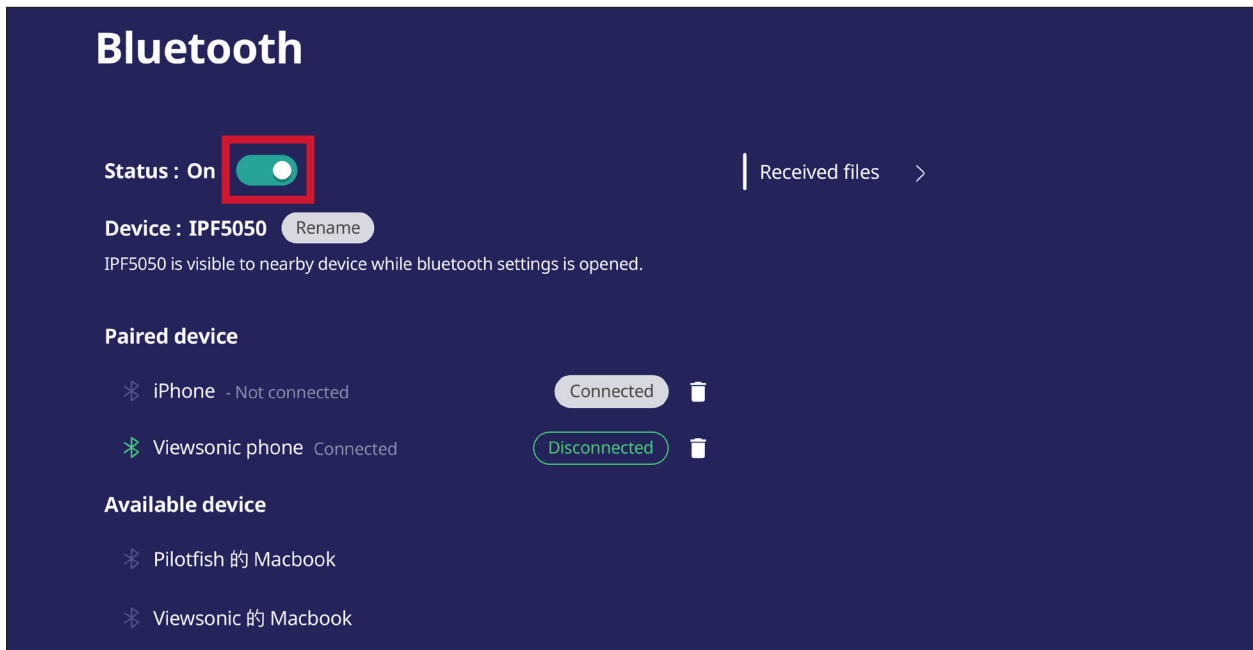 Bluetooth
Status : On
Received files
Device : IPF5050 Rename
IPF5050 is visible to nearby device while bluetooth settings is opened.
Paired device
iPhone - Not connected Connected
Viewsonic phone Connected Disconnected
Available device
Pilotfish 的 Macbook
Viewsonic 的 Macbook